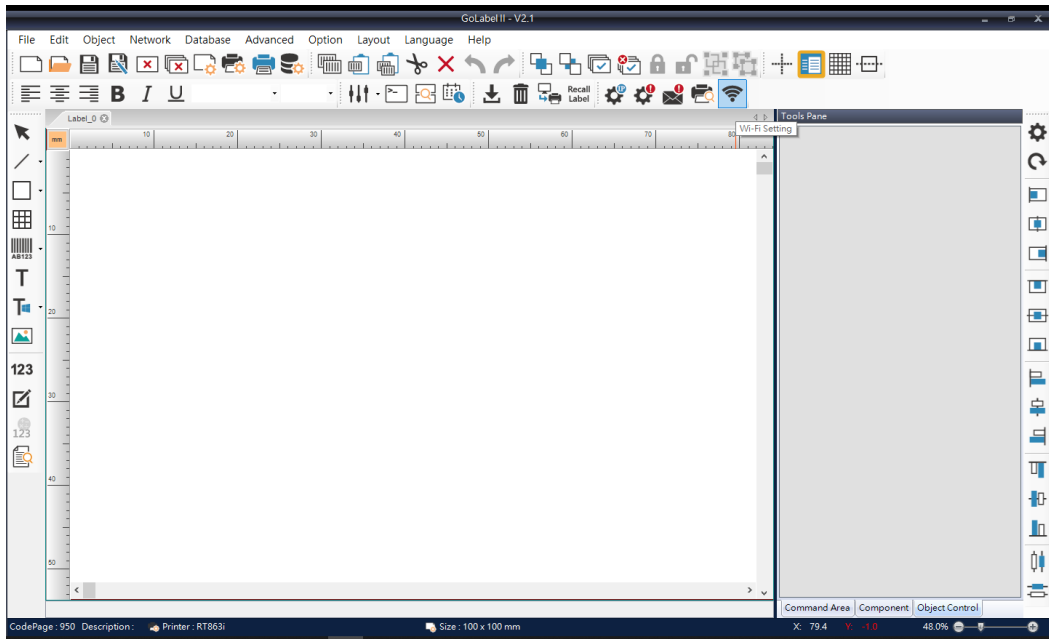 GoLabel II - V2.1
File Edit Object Network Database Advanced Option Layout Language Help
B I U Recall Label
Label_0
Wi-Fi Setting
Tools Pane
mm 10 20 30 40 50 60 70 80
10
AB123
T
T
20
123
30
123
40
50
Command Area Component Object Control
CodePage : 950 Description : Printer : RT863i Size : 100 x 100 mm X: 79.4 Y: -1.0 48.0%